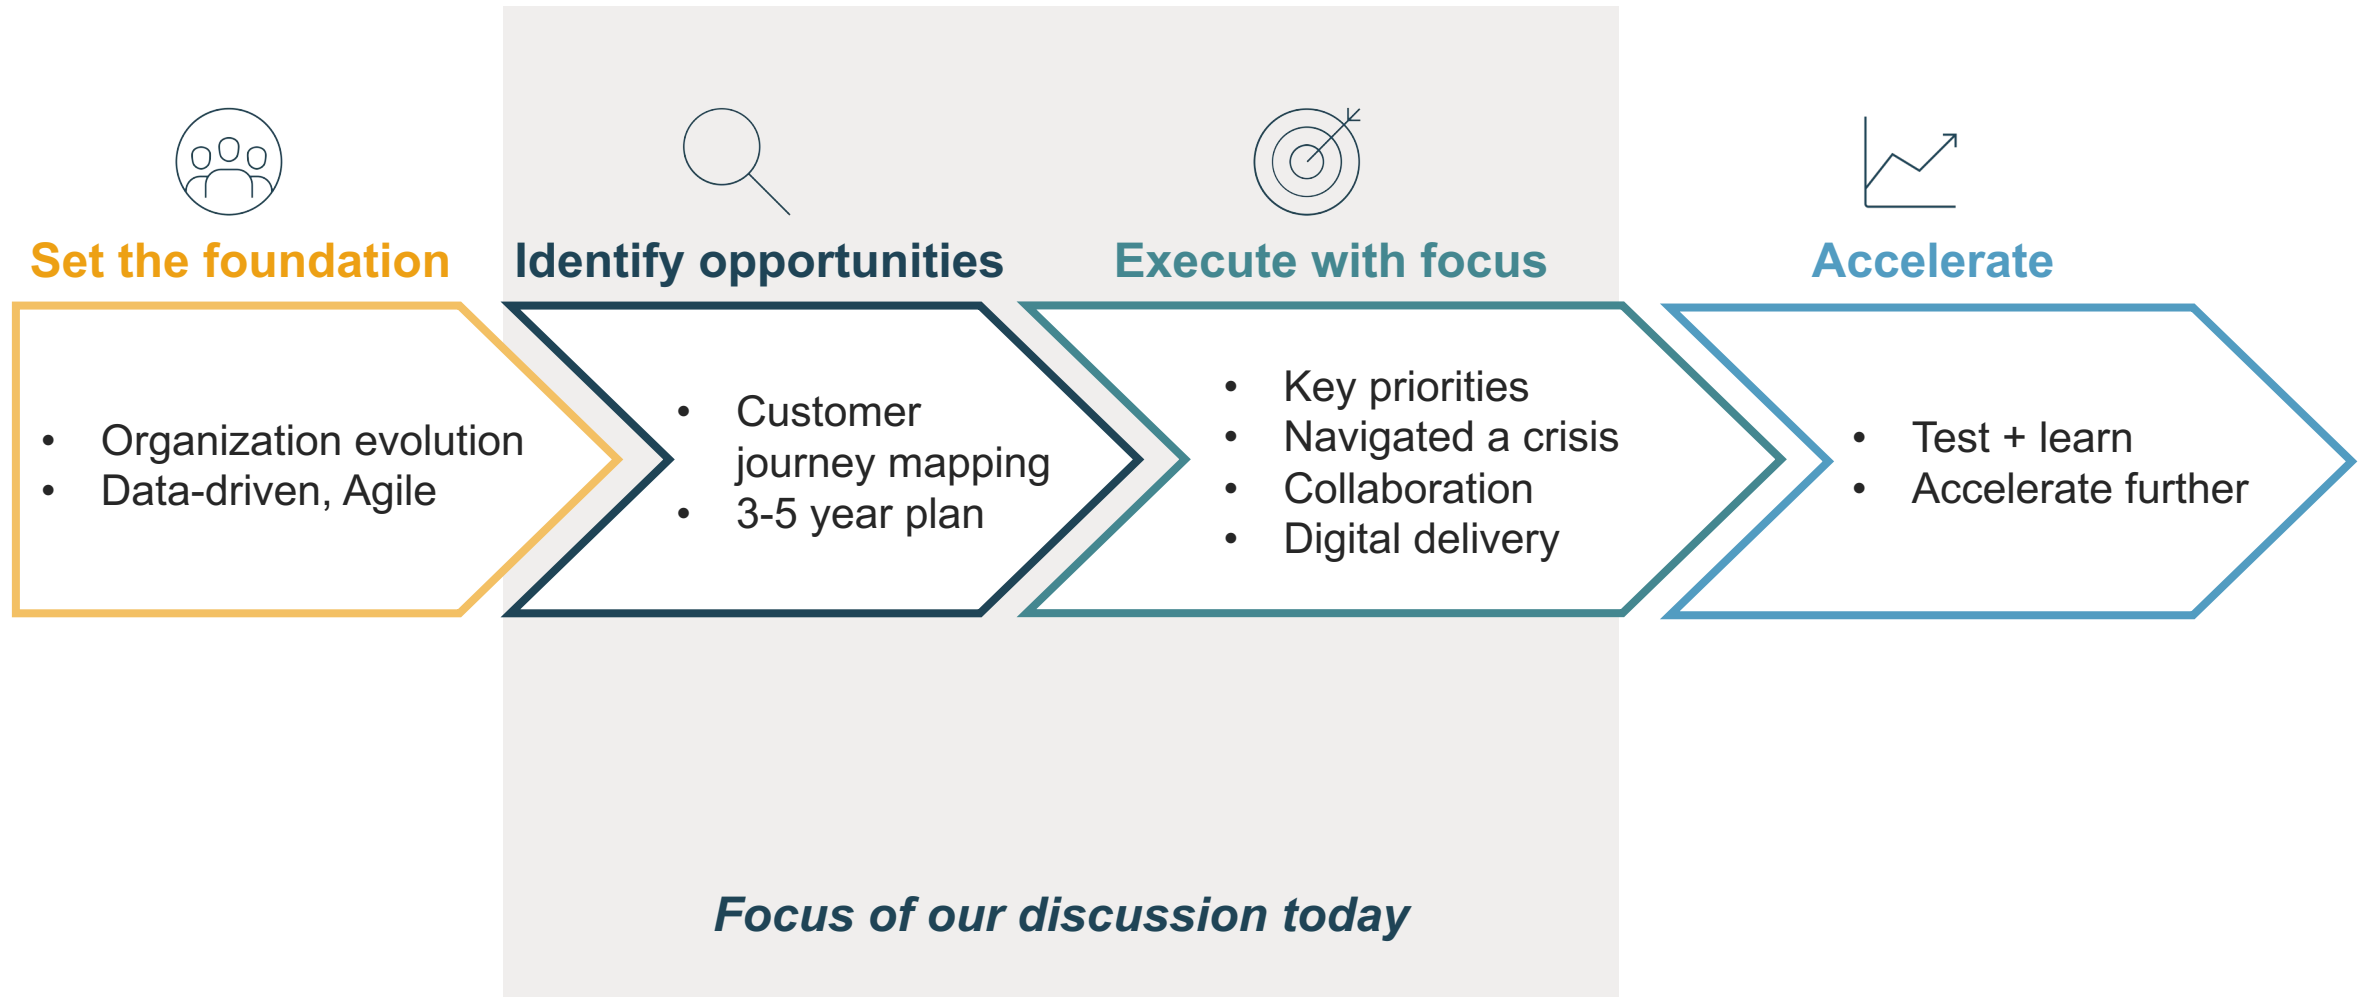 Set the foundation
Identify opportunities
Execute with focus
Accelerate
• Organization evolution
• Data-driven, Agile
• Customer
journey mapping
• 3-5 year plan
• Key priorities
• Navigated a crisis
• Collaboration
• Digital delivery
• Test + learn
• Accelerate further
Focus of our discussion today